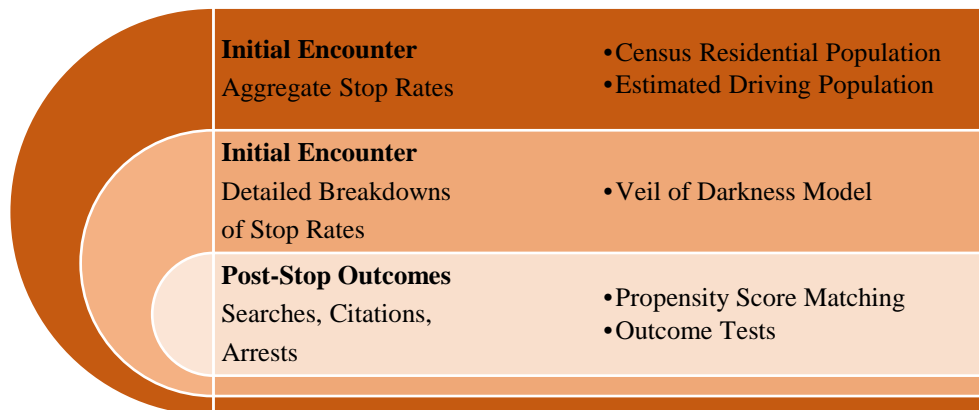 Initial Encounter
Aggregate Stop Rates
•Census Residential Population
•Estimated Driving Population
Initial Encounter
Detailed Breakdowns
of Stop Rates
•Veil of Darkness Model
Post-Stop Outcomes
Searches, Citations,
Arrests
•Propensity Score Matching
•Outcome Tests